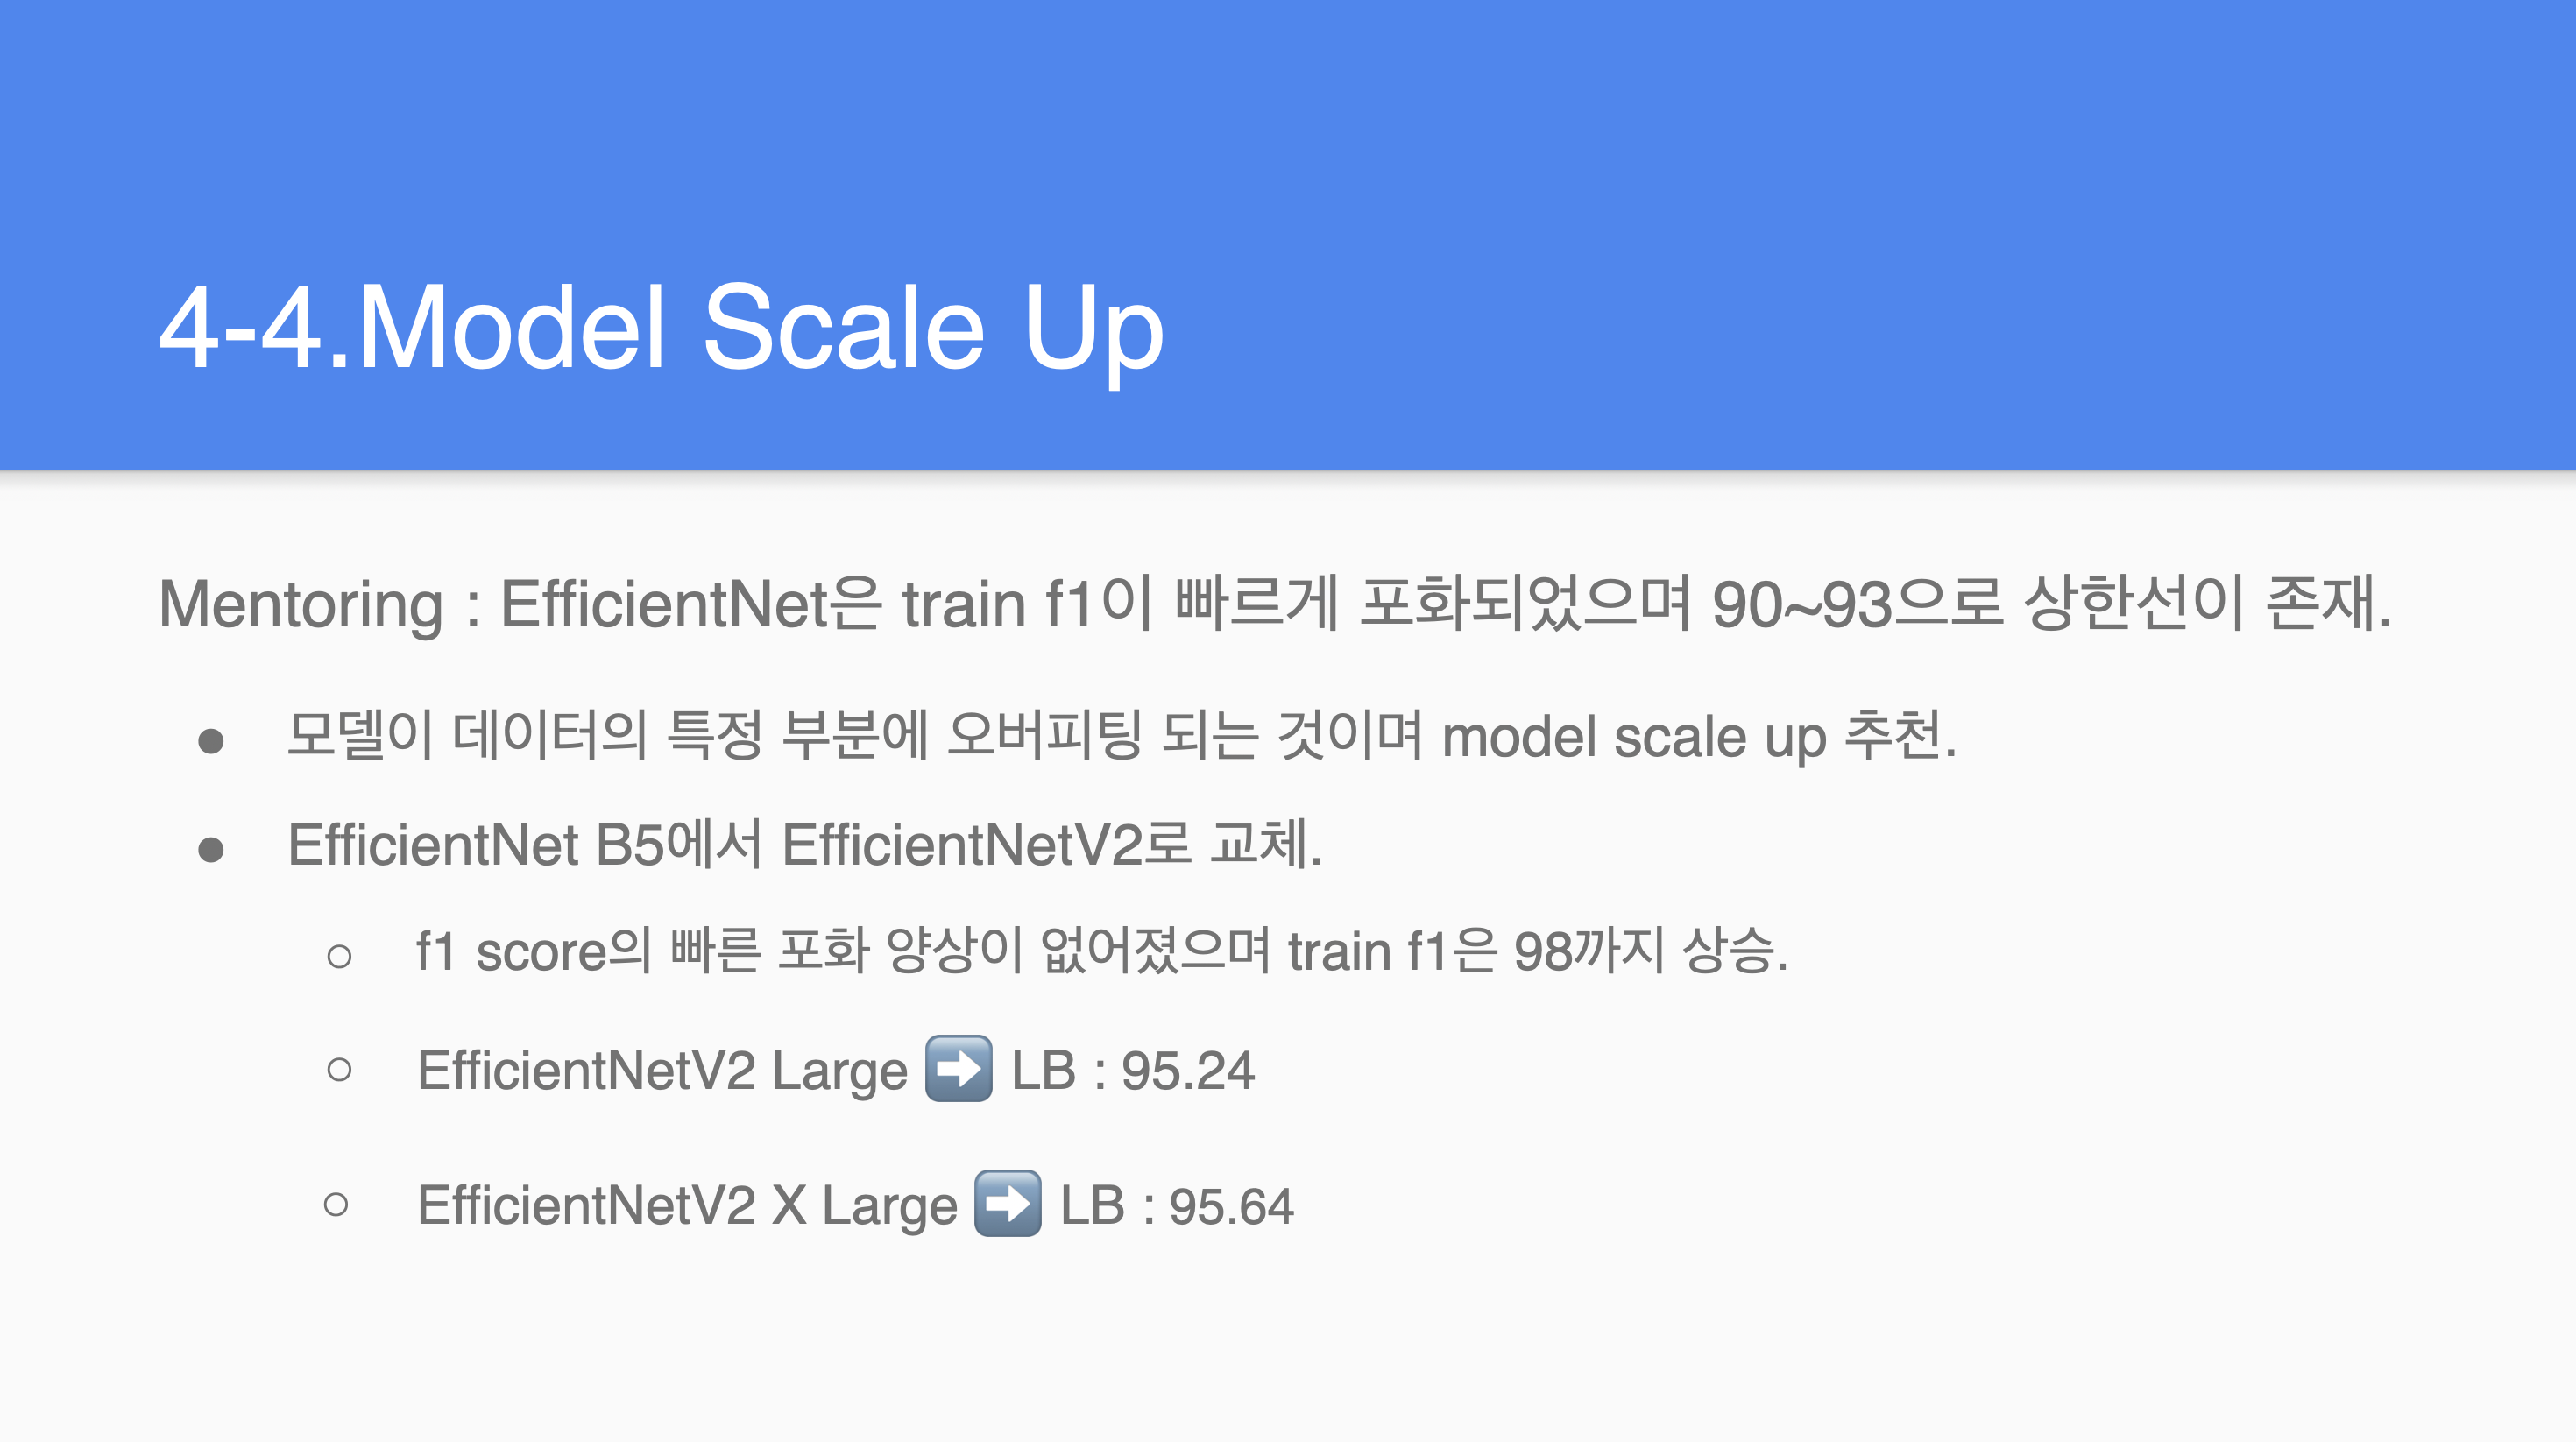 4-4.Model Scale Up
Mentoring : EfficientNet은 train f1이 빠르게 포화되었으며 90~93으로 상한선이 존재.
● 모델이 데이터의 특정 부분에 오버피팅 되는 것이며 model scale up 추천.
● EfficientNet B5에서 EfficientNetV2로 교체.
○ f1 score의 빠른 포화 양상이 없어졌으며 train f1은 98까지 상승.
○ EfficientNetV2 Large ➡️ LB : 95.24
○ EfficientNetV2 X Large ➡️ LB : 95.64